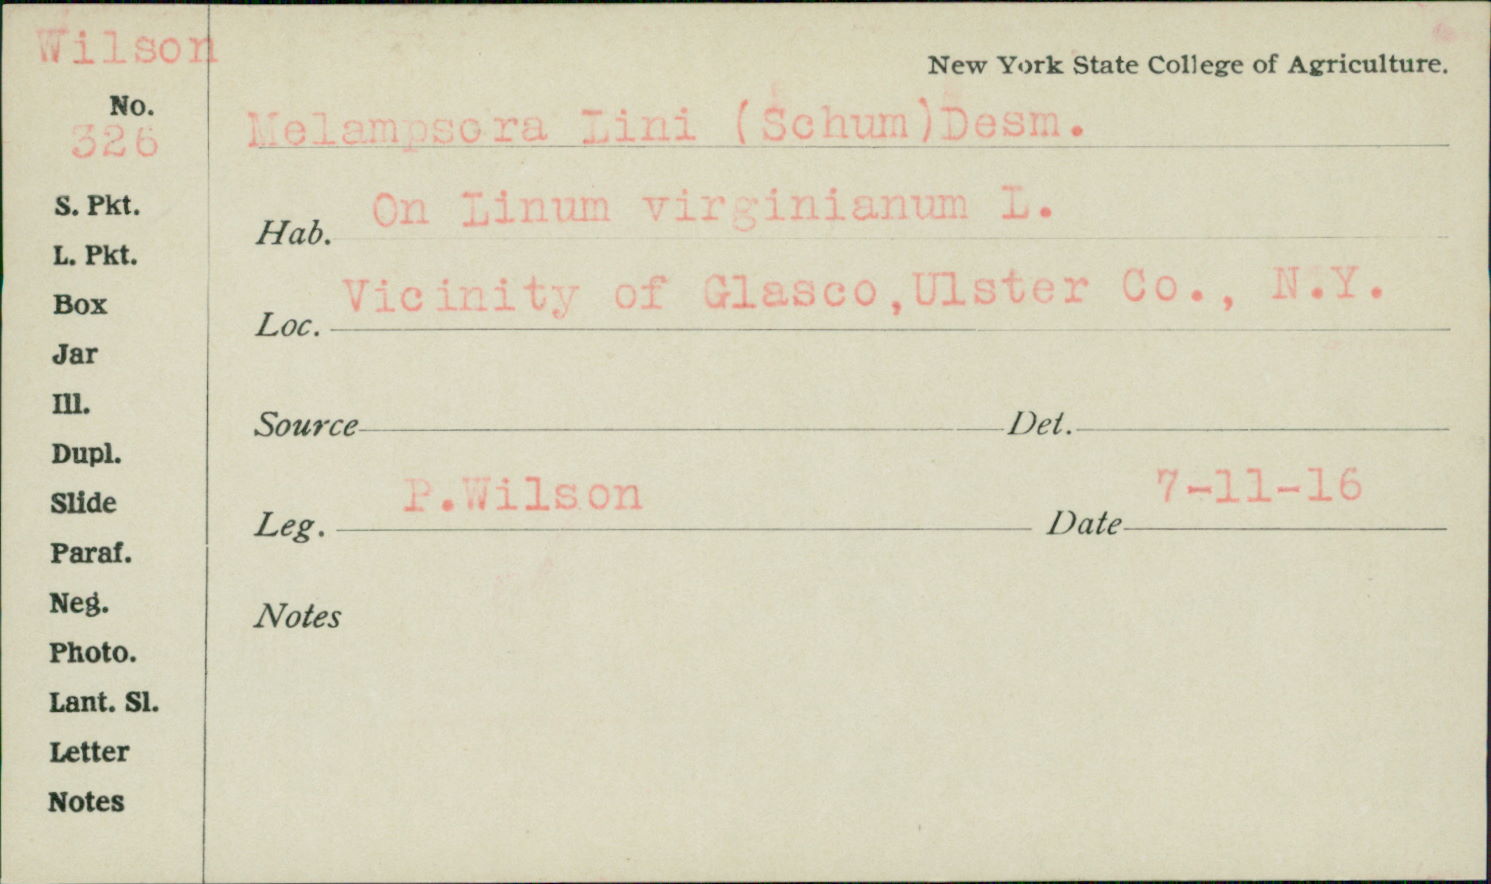 Wilson
New York State College of Agriculture.
No.
326
Melampsora Lini (Schum)Desm.
S. Pkt.
Hab. On Linum virginianum L.
L. Pkt.
Box
Loc. Vicinity of Glasco,Ulster Co., N.Y.
Jar
Ill.
Source Det.
Dupl.
Slide
Leg. P.Wilson Date 7-11-16
Paraf.
Neg.
Notes
Photo.
Lant. Sl.
Letter
Notes